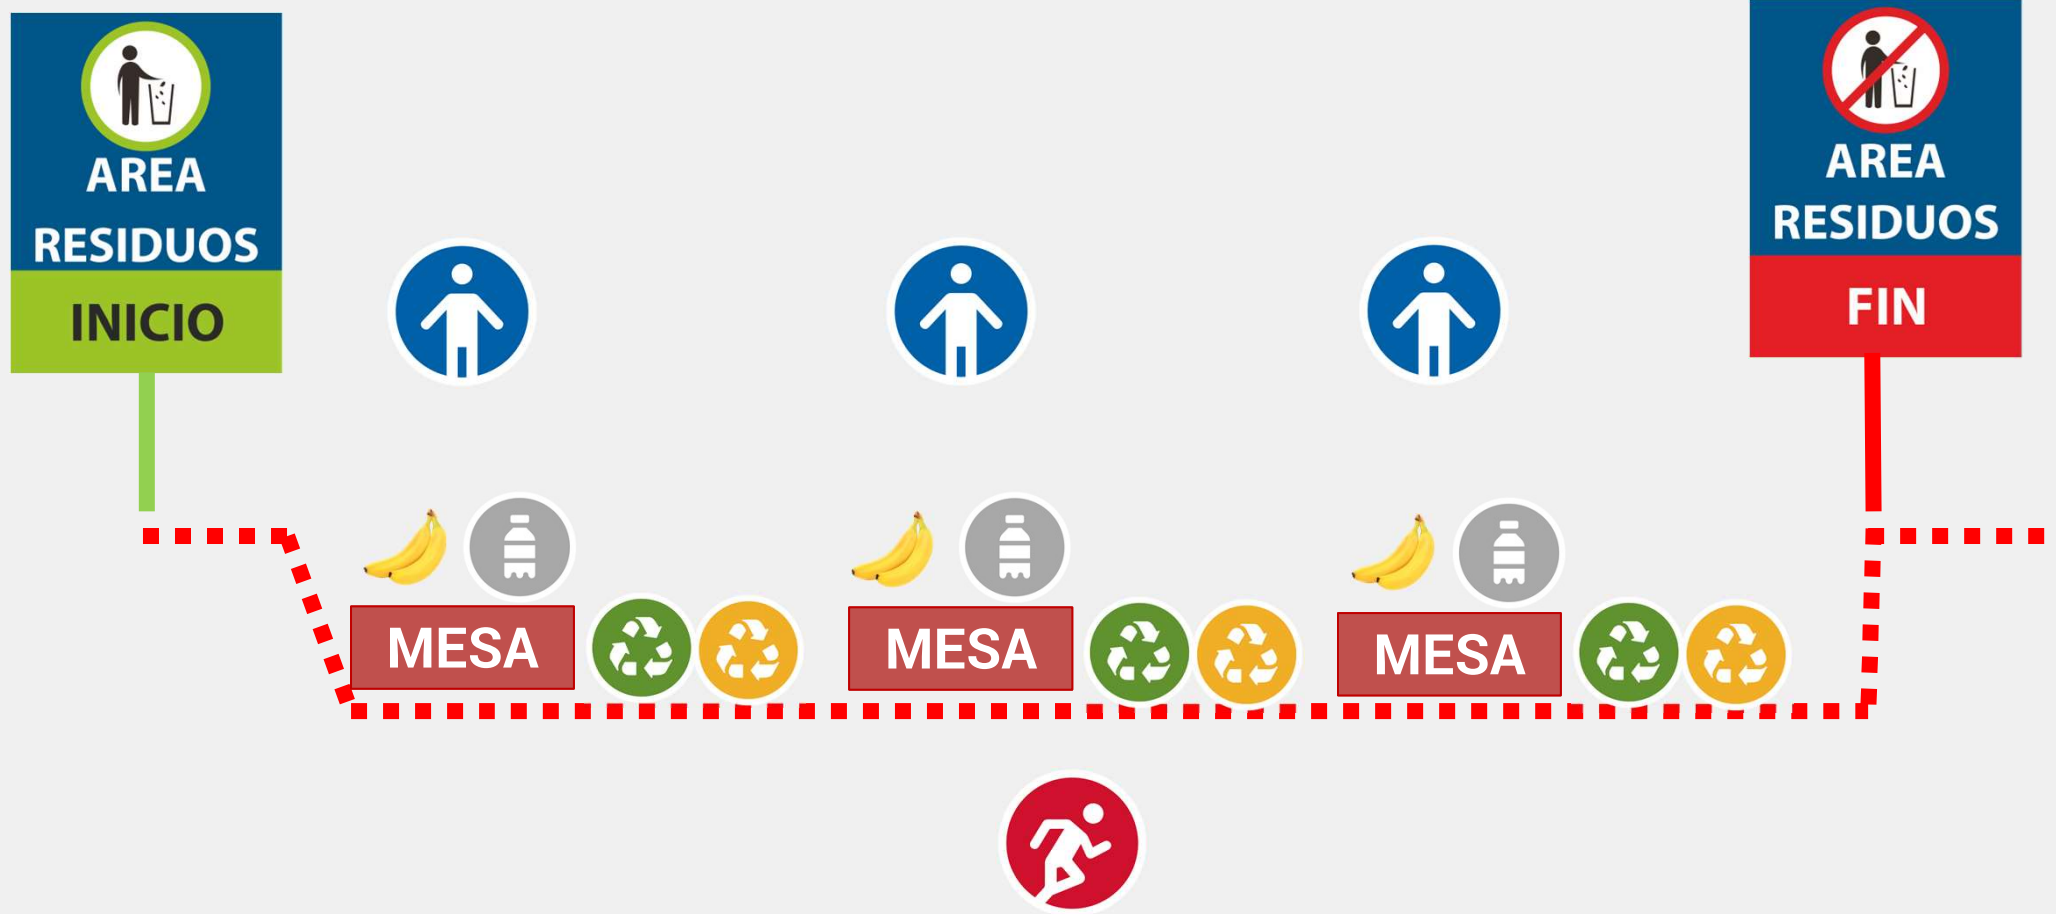 AREA
RESIDUOS
INICIO
AREA
RESIDUOS
FIN
MESA
MESA
MESA